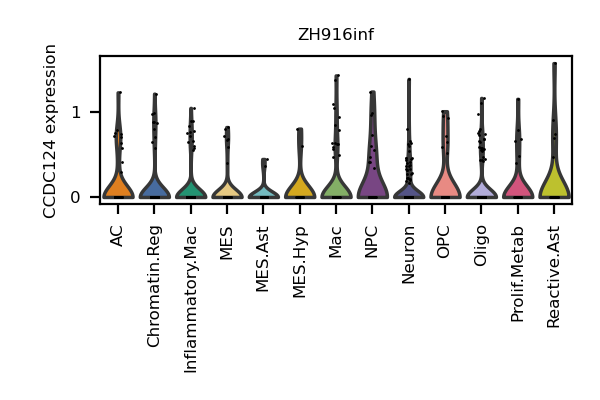 ZH916inf
CCDC124 expression
1
0
AC
Chromatin.Reg
Inflammatory.Mac
MES
MES.Ast
MES.Hyp
Mac
NPC
Neuron
OPC
Oligo
Prolif.Metab
Reactive.Ast